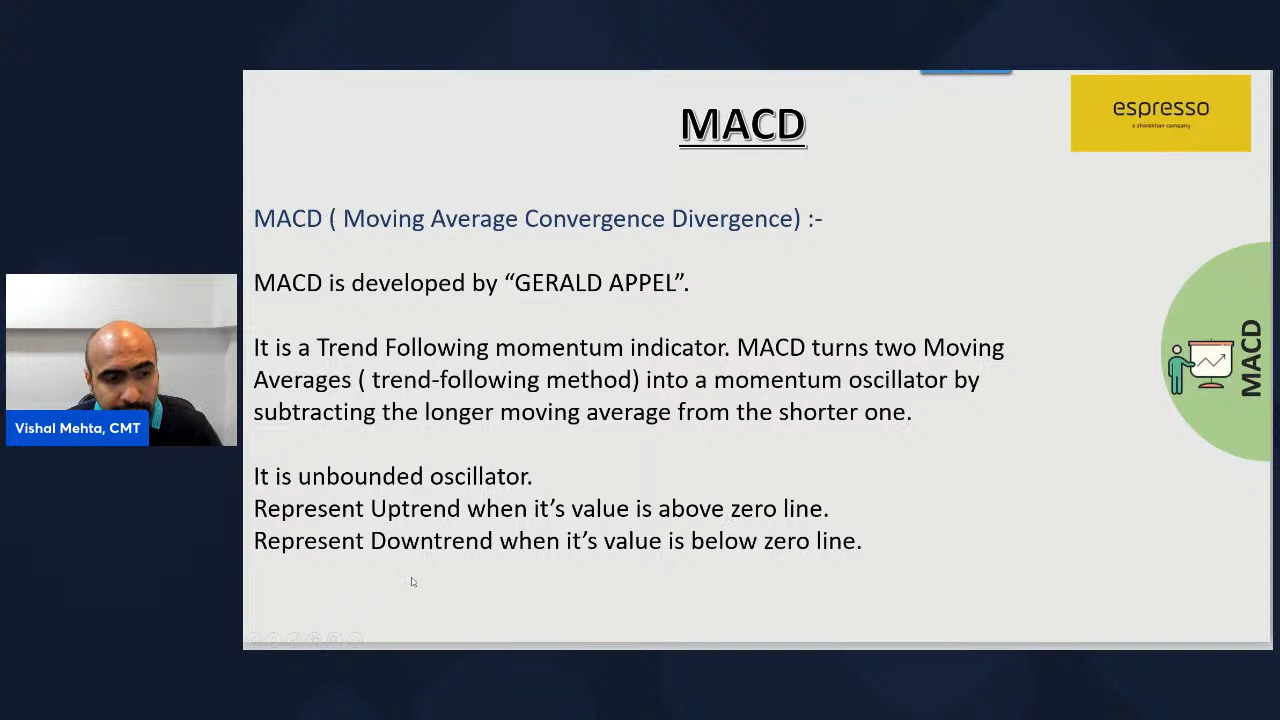 MACD
espresso
a sharekhan company
MACD ( Moving Average Convergence Divergence) :-
MACD is developed by “GERALD APPEL”.
It is a Trend Following momentum indicator. MACD turns two Moving
Averages ( trend-following method) into a momentum oscillator by
subtracting the longer moving average from the shorter one.
It is unbounded oscillator.
Represent Uptrend when it’s value is above zero line.
Represent Downtrend when it’s value is below zero line.
MACD
Vishal Mehta, CMT